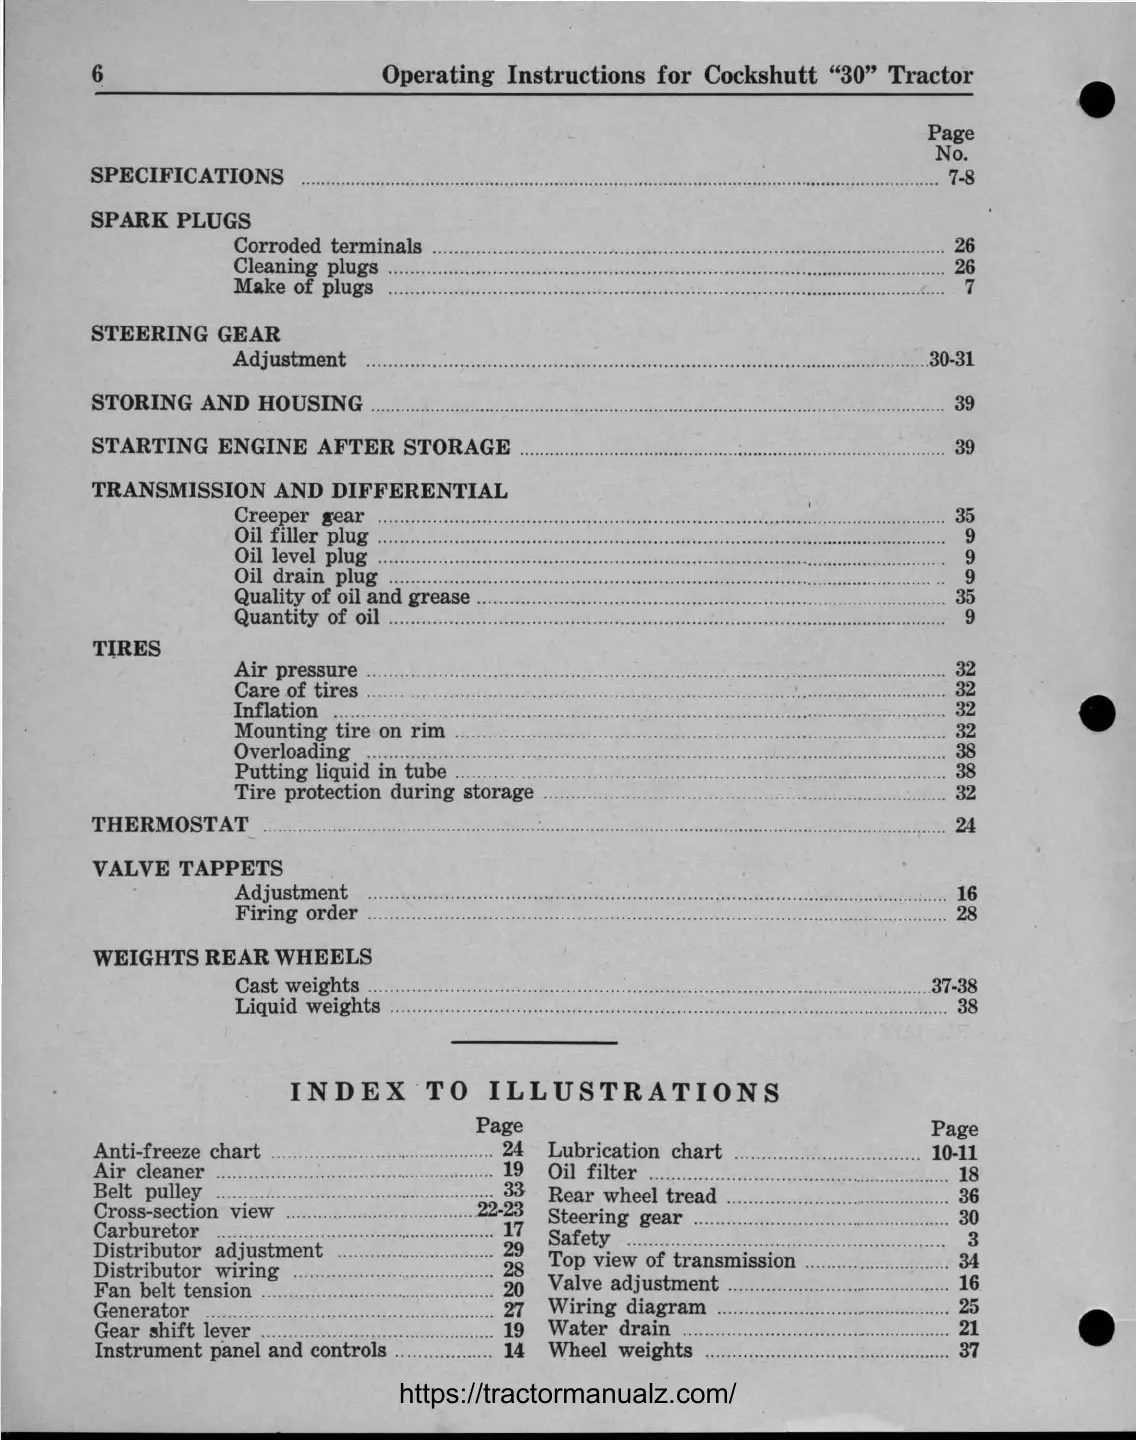 6 Operating Instructions for Cockshutt “30” Tractor
Page
No.
SPECIFICATIONS ........ 7-8
SPARK PLUGS
Corroded terminals ........ 26
Cleaning plugs ........ 26
Make of plugs ........ 7
STEERING GEAR
Adjustment ........ 30-31
STORING AND HOUSING ........ 39
STARTING ENGINE AFTER STORAGE ........ 39
TRANSMISSION AND DIFFERENTIAL
Creeper gear ........ 35
Oil filler plug ........ 9
Oil level plug ........ 9
Oil drain plug ........ 9
Quality of oil and grease ........ 35
Quantity of oil ........ 9
TIRES
Air pressure ........ 32
Care of tires ........ 32
Inflation ........ 32
Mounting tire on rim ........ 32
Overloading ........ 38
Putting liquid in tube ........ 38
Tire protection during storage ........ 32
THERMOSTAT ........ 24
VALVE TAPPETS
Adjustment ........ 16
Firing order ........ 28
WEIGHTS REAR WHEELS
Cast weights ........ 37-38
Liquid weights ........ 38
INDEX TO ILLUSTRATIONS
Page
Anti-freeze chart ........ 24
Air cleaner ........ 19
Belt pulley ........ 33
Cross-section view ........ 22-23
Carburetor ........ 17
Distributor adjustment ........ 29
Distributor wiring ........ 28
Fan belt tension ........ 20
Generator ........ 27
Gear shift lever ........ 19
Instrument panel and controls ........ 14
Page
Lubrication chart ........ 10-11
Oil filter ........ 18
Rear wheel tread ........ 36
Steering gear ........ 30
Safety ........ 3
Top view of transmission ........ 34
Valve adjustment ........ 16
Wiring diagram ........ 25
Water drain ........ 21
Wheel weights ........ 37
https://tractormanualz.com/